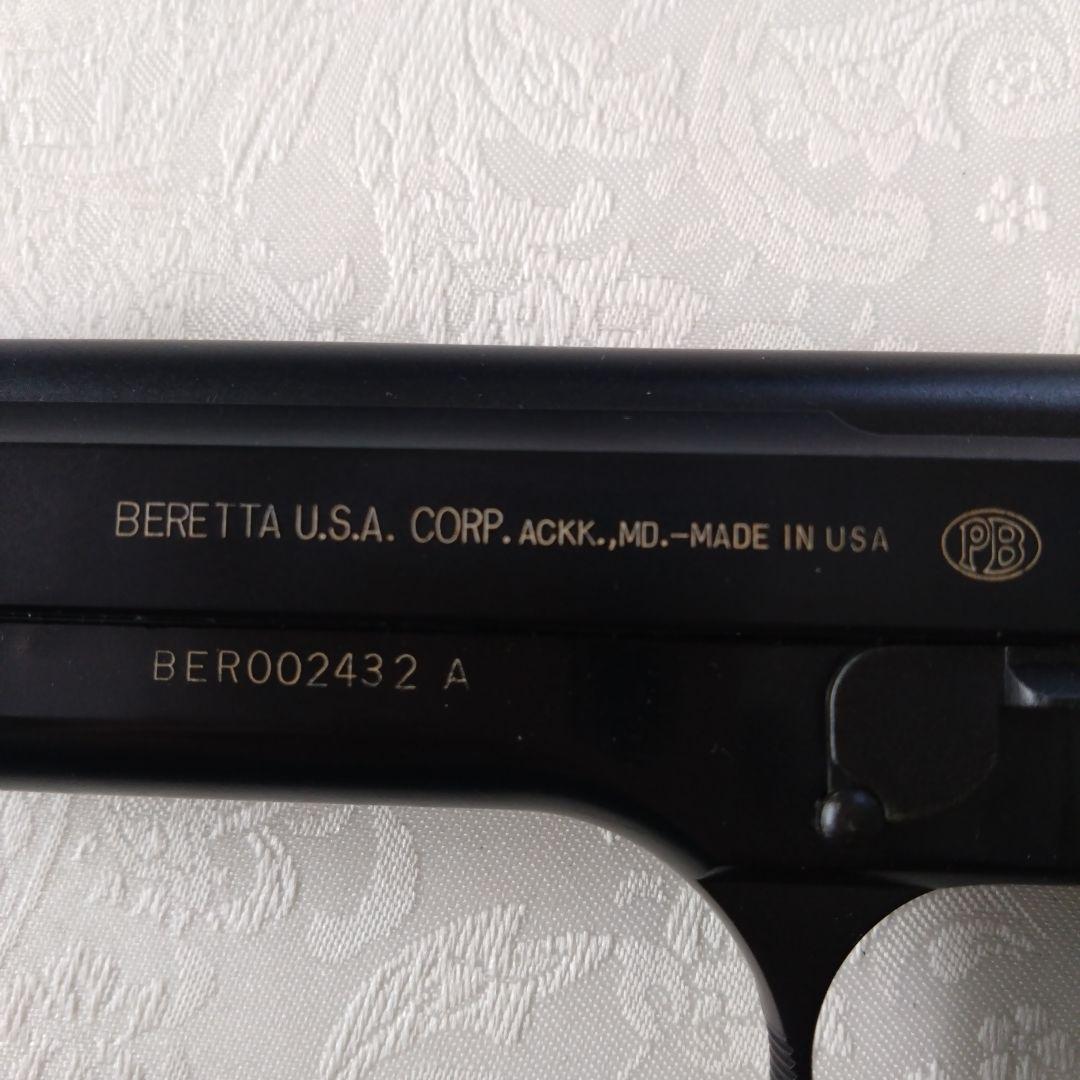 BERETTA U.S.A. CORP. ACKK., MD.-MADE IN USA PB
BER002432 A